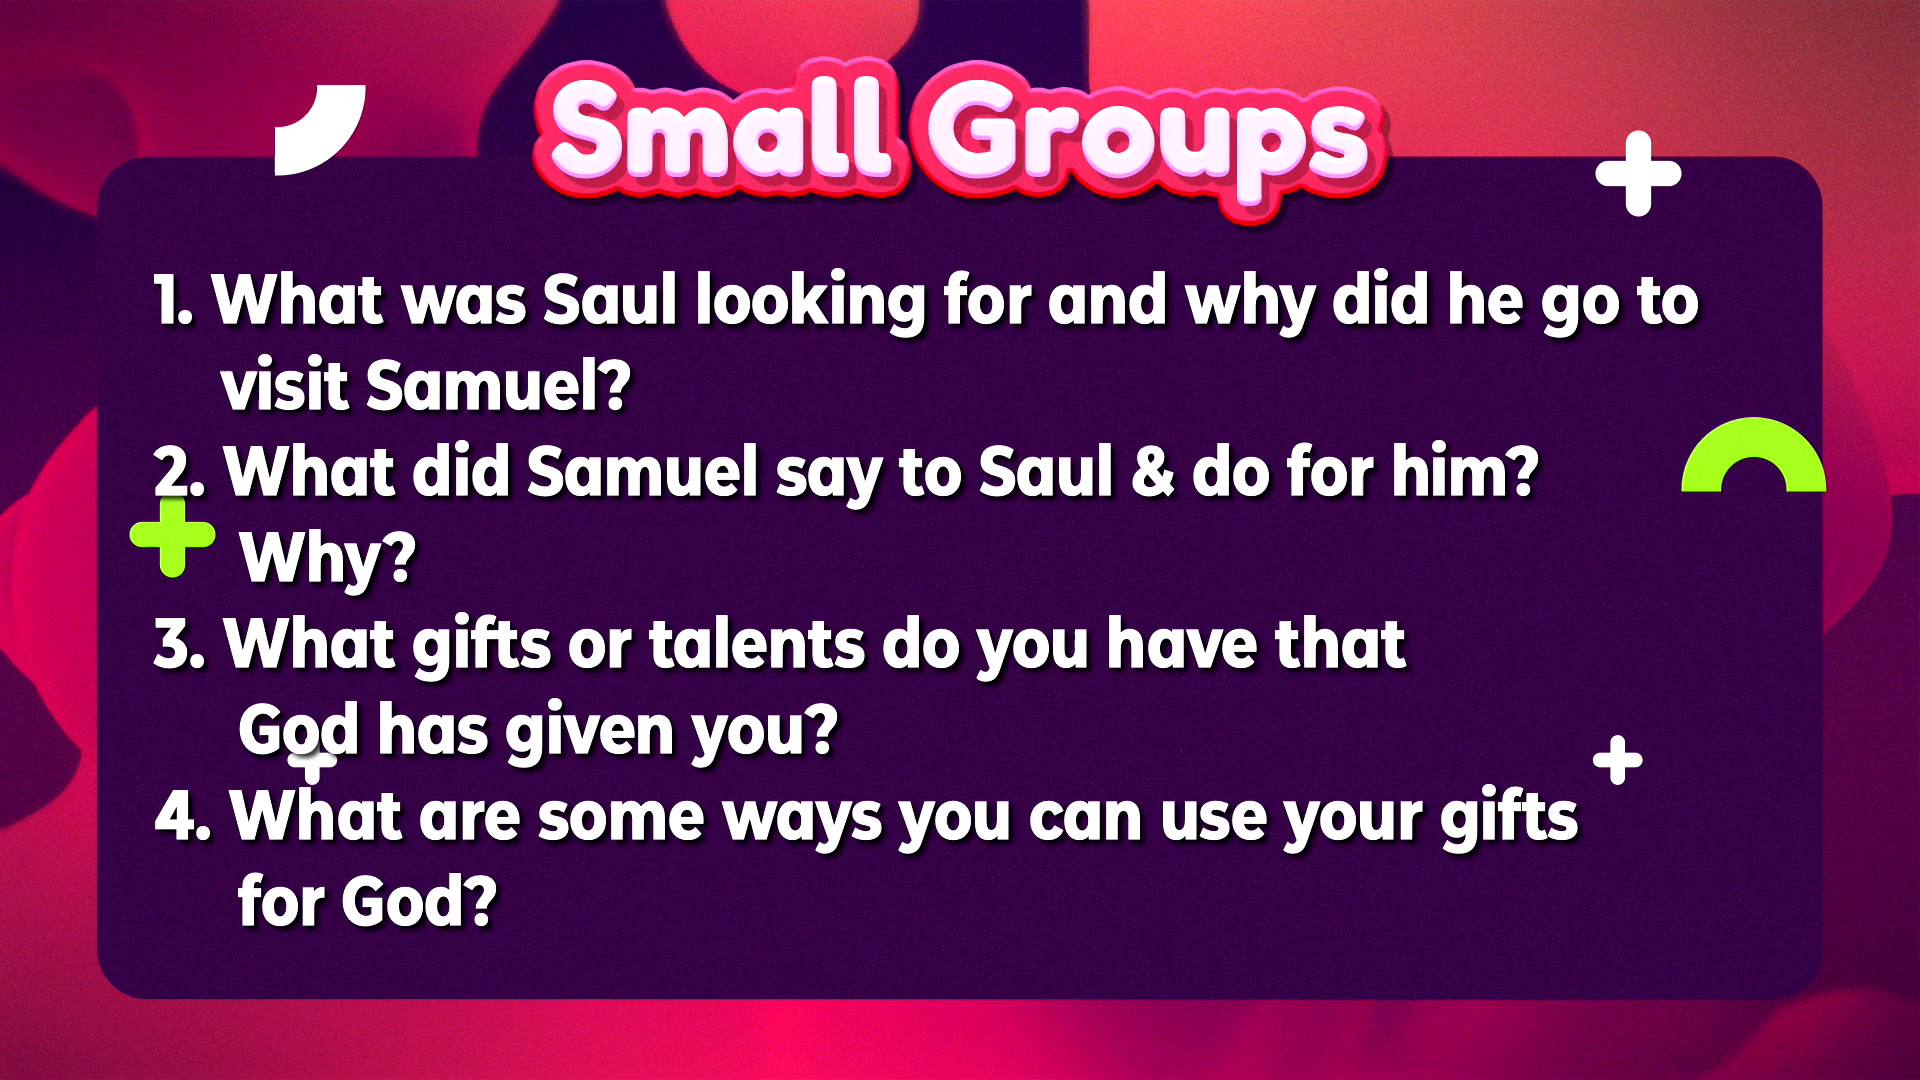 Small Groups
1. What was Saul looking for and why did he go to
visit Samuel?
2. What did Samuel say to Saul & do for him?
Why?
3. What gifts or talents do you have that
God has given you?
4. What are some ways you can use your gifts
for God?